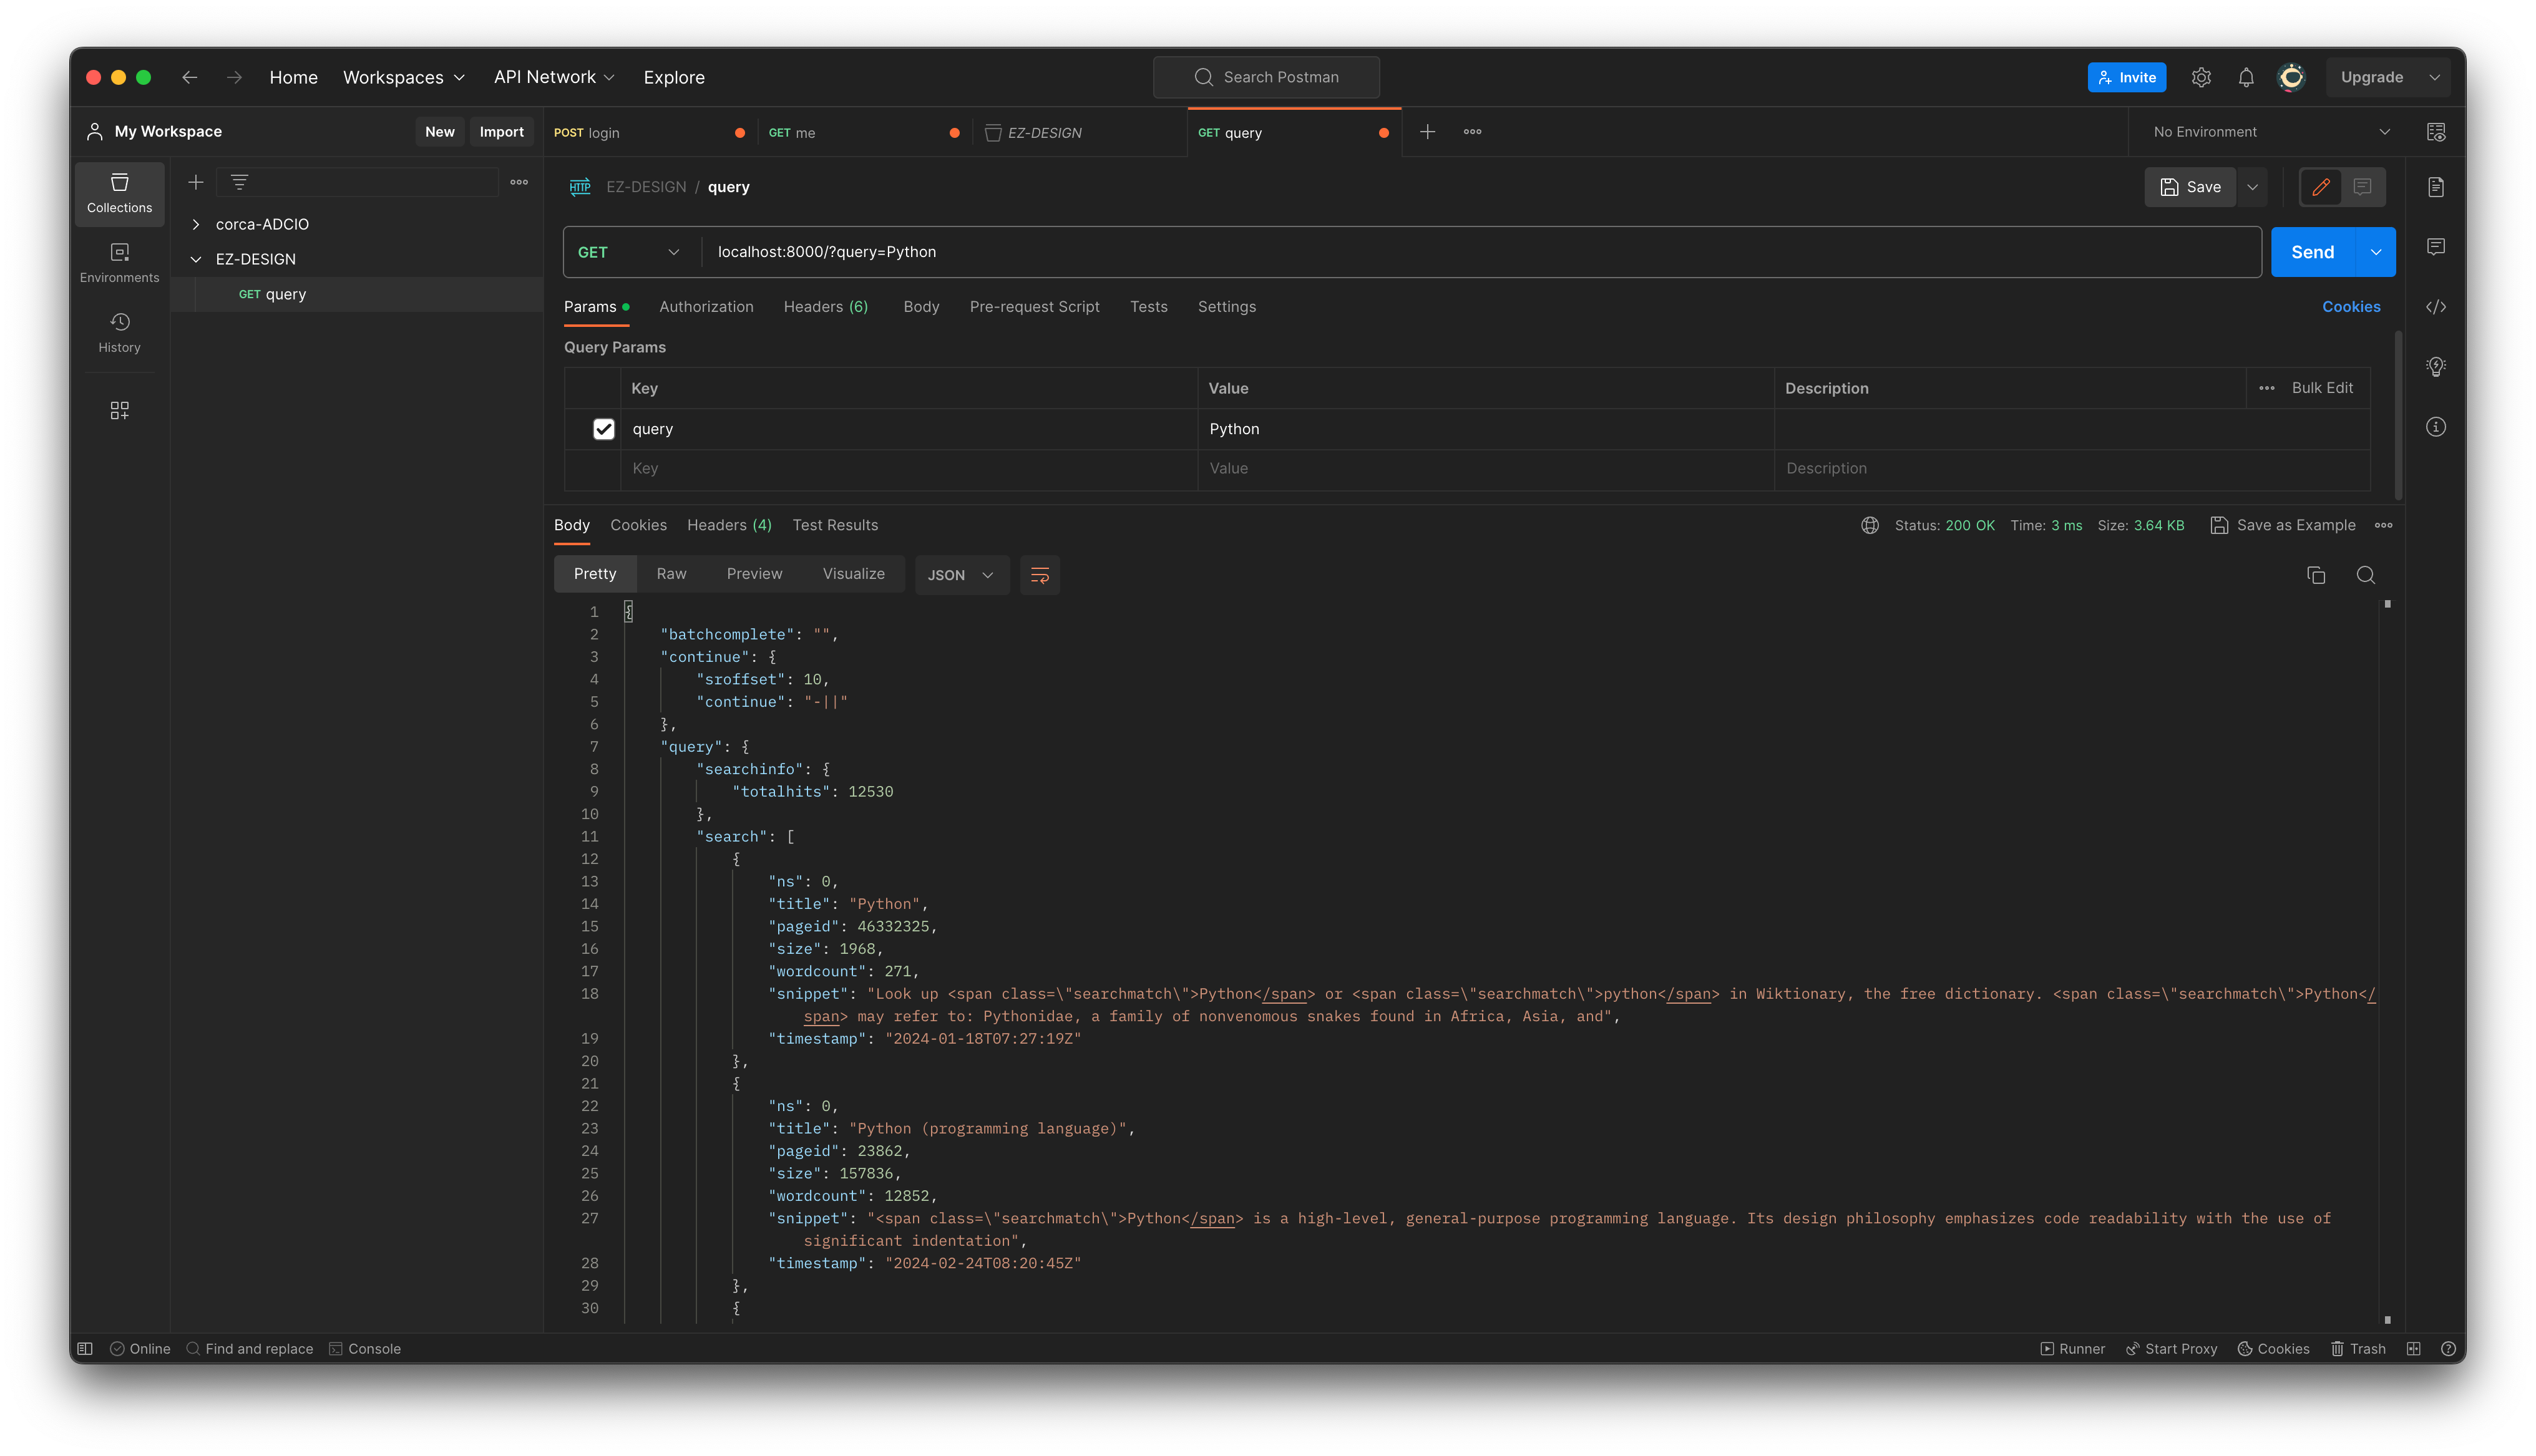 Home Workspaces API Network Explore Search Postman Invite Upgrade
My Workspace New Import POST login GET me EZ-DESIGN GET query No Environment
Collections
Environments
History
corca-ADCIO
EZ-DESIGN
GET query
HTTP EZ-DESIGN / query Save
GET localhost:8000/?query=Python Send
Params Authorization Headers (6) Body Pre-request Script Tests Settings Cookies
Query Params
Key Value Description Bulk Edit
query Python
Key Value Description
Body Cookies Headers (4) Test Results Status: 200 OK Time: 3 ms Size: 3.64 KB Save as Example
Pretty Raw Preview Visualize JSON
1 {
2 "batchcomplete": "",
3 "continue": {
4 "sroffset": 10,
5 "continue": "-||"
6 },
7 "query": {
8 "searchinfo": {
9 "totalhits": 12530
10 },
11 "search": [
12 {
13 "ns": 0,
14 "title": "Python",
15 "pageid": 46332325,
16 "size": 1968,
17 "wordcount": 271,
18 "snippet": "Look up <span class=\"searchmatch\">Python</span> or <span class=\"searchmatch\">python</span> in Wiktionary, the free dictionary. <span class=\"searchmatch\">Python</
span> may refer to: Pythonidae, a family of nonvenomous snakes found in Africa, Asia, and",
19 "timestamp": "2024-01-18T07:27:19Z"
20 },
21 {
22 "ns": 0,
23 "title": "Python (programming language)",
24 "pageid": 23862,
25 "size": 157836,
26 "wordcount": 12852,
27 "snippet": "<span class=\"searchmatch\">Python</span> is a high-level, general-purpose programming language. Its design philosophy emphasizes code readability with the use of
significant indentation",
28 "timestamp": "2024-02-24T08:20:45Z"
29 },
30 {
Online Find and replace Console Runner Start Proxy Cookies Trash